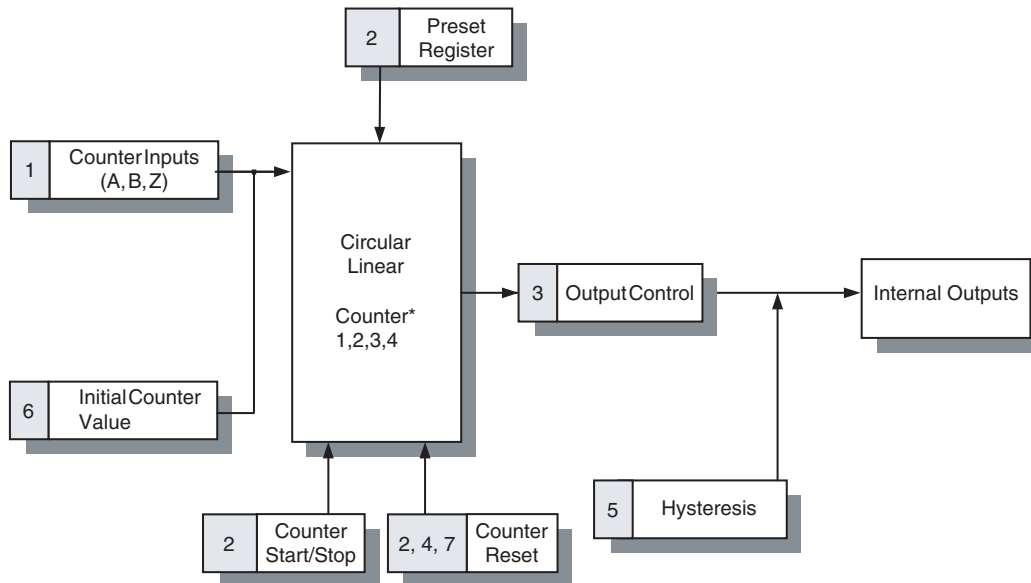 2
Preset
Register
1
Counter Inputs
(A, B, Z)
Circular
Linear
Counter*
1,2,3,4
3
Output Control
Internal Outputs
6
Initial Counter
Value
5
Hysteresis
2
Counter
Start/Stop
2, 4, 7
Counter
Reset